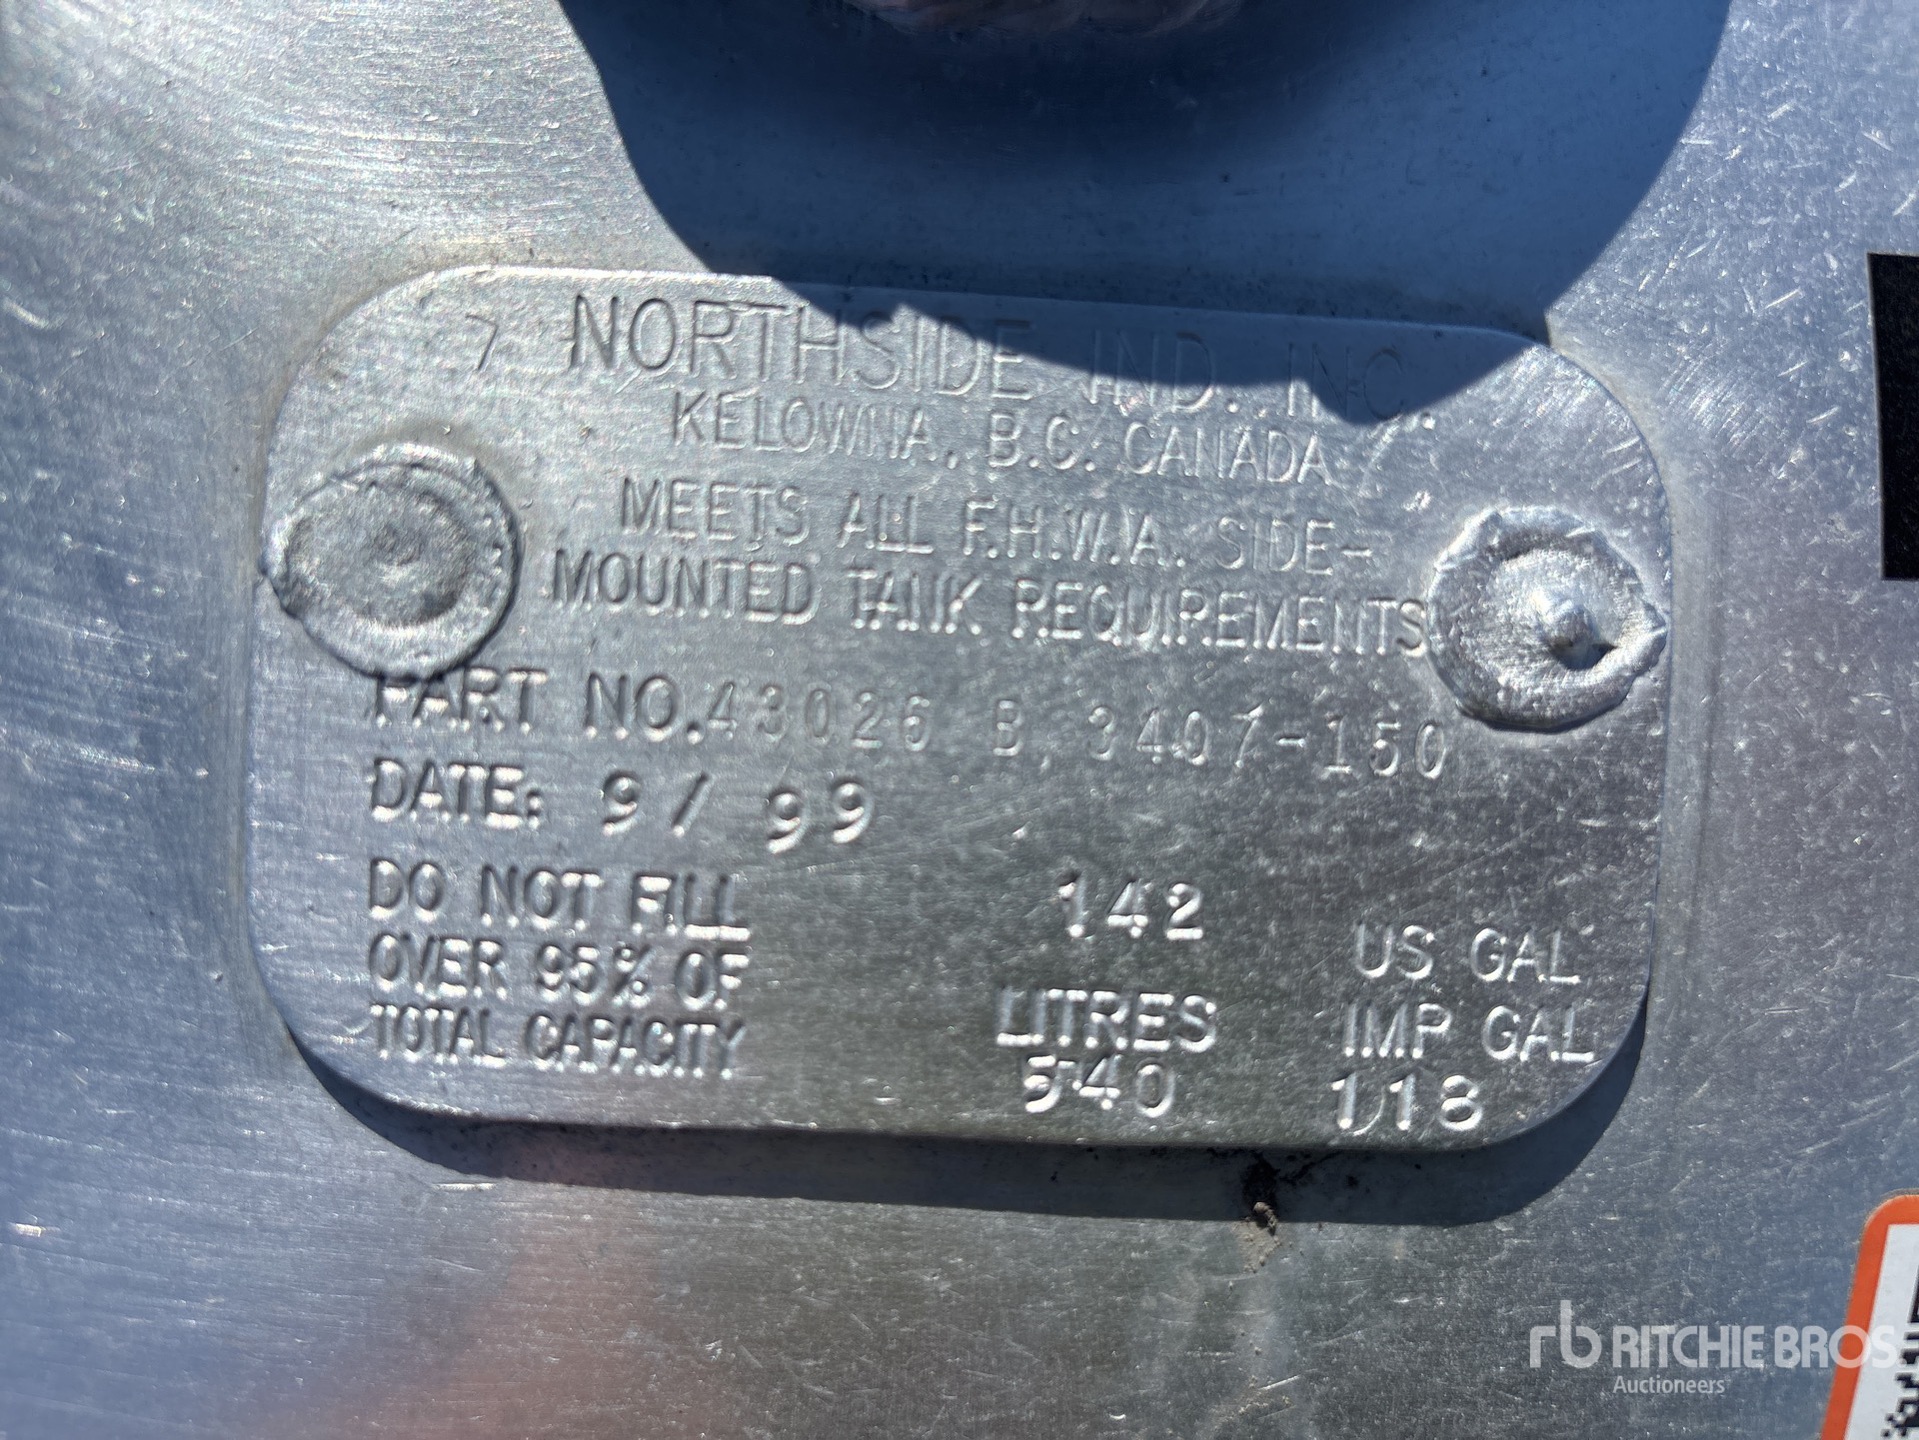 7 NORTHSIDE IND. INC.
KELOWNA, B.C. CANADA
MEETS ALL F.H.W.A. SIDE-
MOUNTED TANK REQUIREMENTS
PART NO. 43026 B 3407-150
DATE: 9 / 99
DO NOT FILL
OVER 95% OF
TOTAL CAPACITY
142 US GAL
LITRES IMP GAL
540 118
rb RITCHIE BROS
Auctioneers